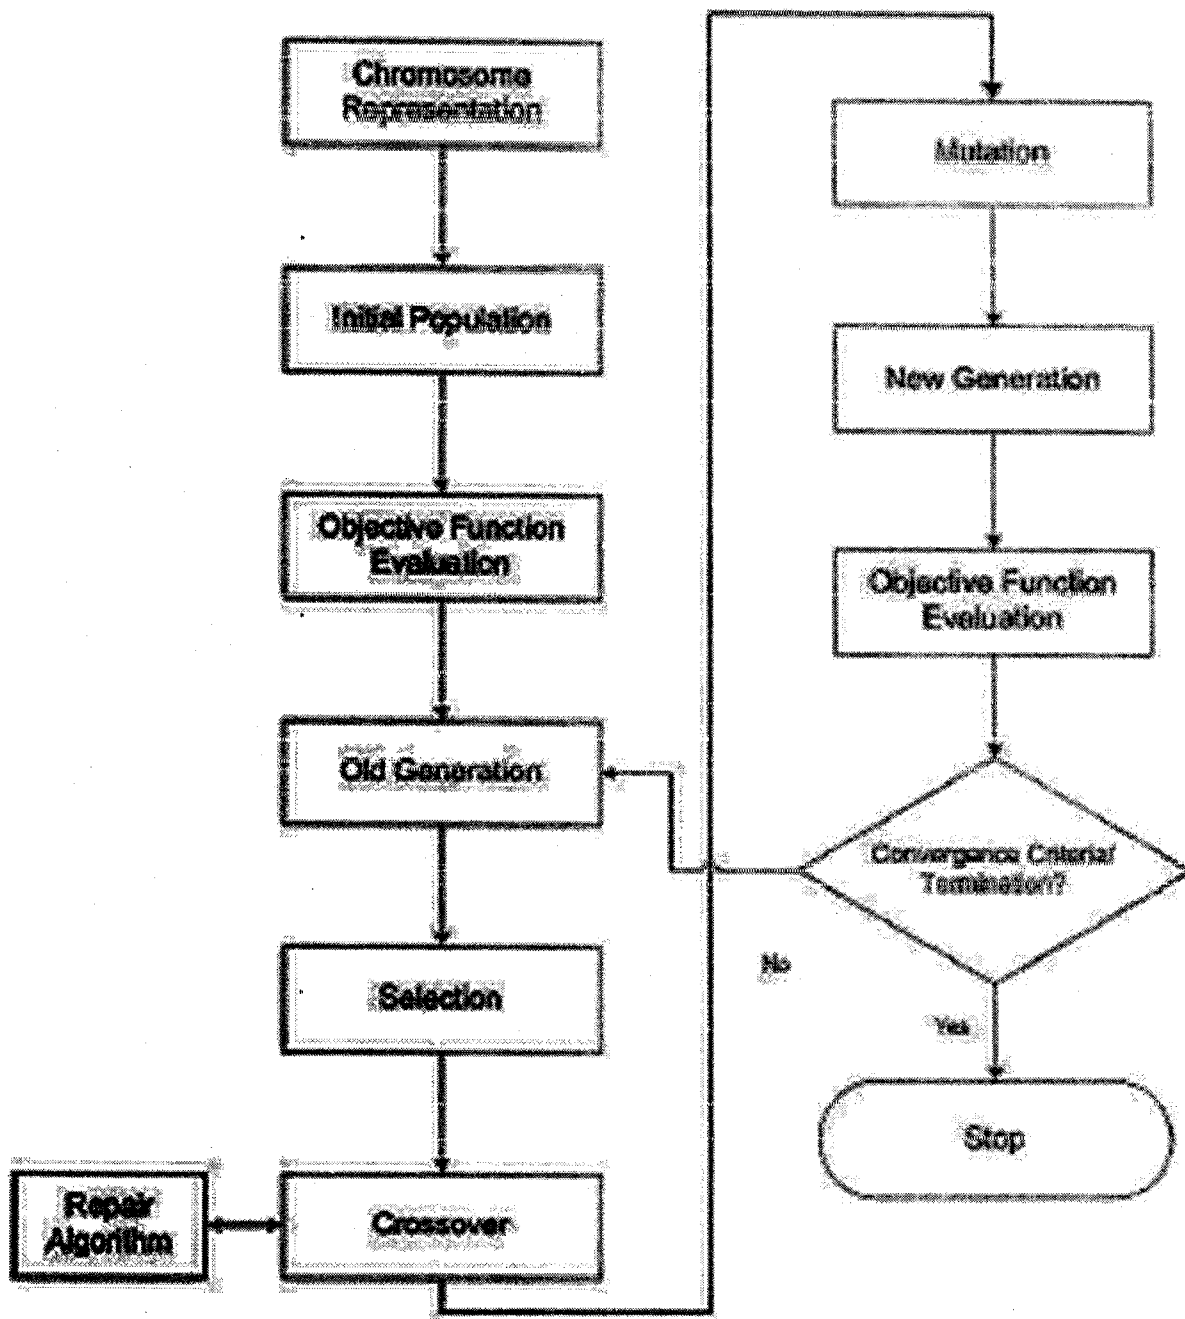 Chromosome
Representation
Initial Population
Objective Function
Evaluation
Old Generation
Selection
Crossover
Repair
Algorithm
Mutation
New Generation
Objective Function
Evaluation
Convergence Criteria/
Termination?
No
Yes
Stop